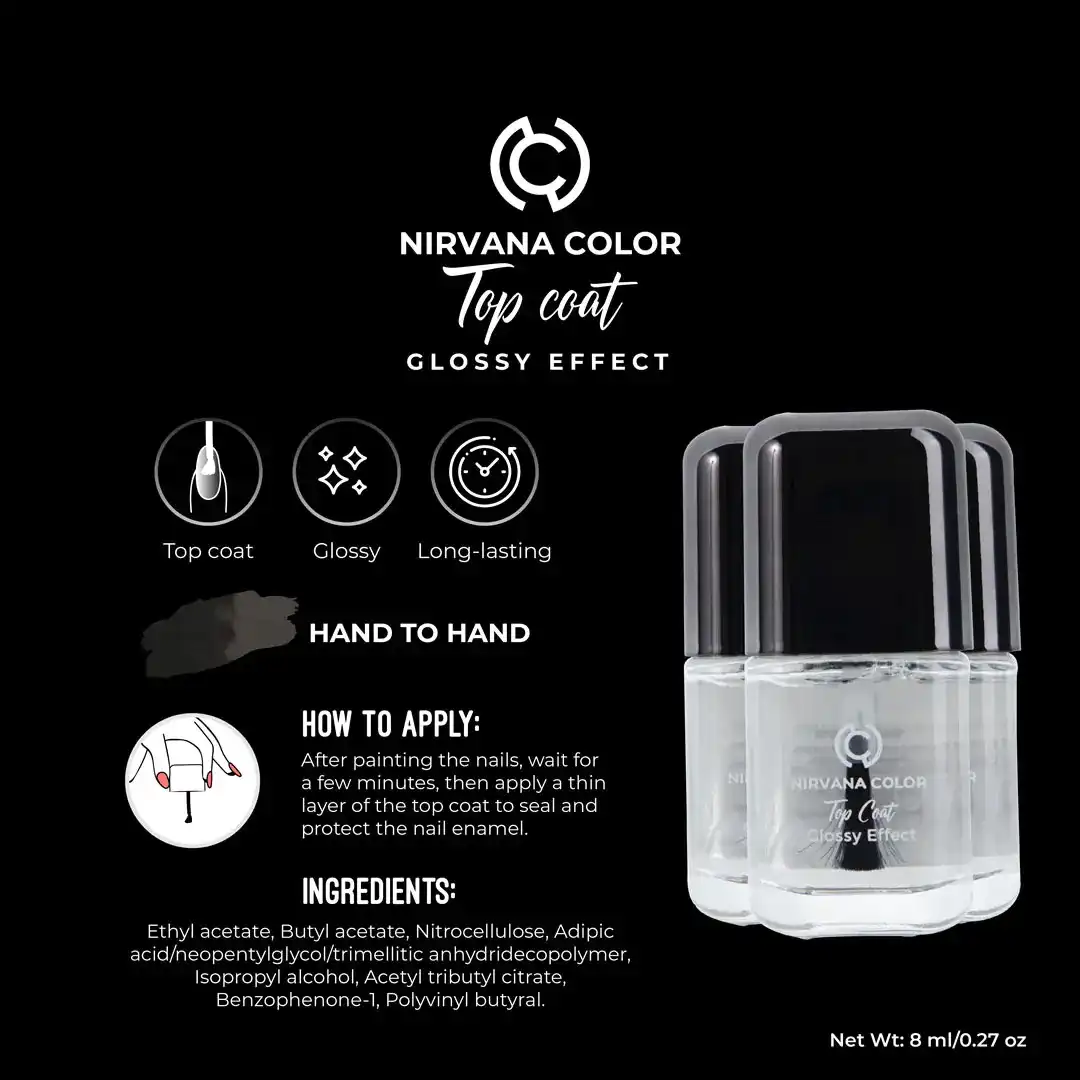 NIRVANA COLOR
Top coat
GLOSSY EFFECT
Top coat
Glossy
Long-lasting
HAND TO HAND
HOW TO APPLY:
After painting the nails, wait for
a few minutes, then apply a thin
layer of the top coat to seal and
protect the nail enamel.
INGREDIENTS:
Ethyl acetate, Butyl acetate, Nitrocellulose, Adipic
acid/neopentylglycol/trimellitic anhydridecopolymer,
Isopropyl alcohol, Acetyl tributyl citrate,
Benzophenone-1, Polyvinyl butyral.
NIRVANA COLOR
Top Coat
Glossy Effect
Net Wt: 8 ml/0.27 oz